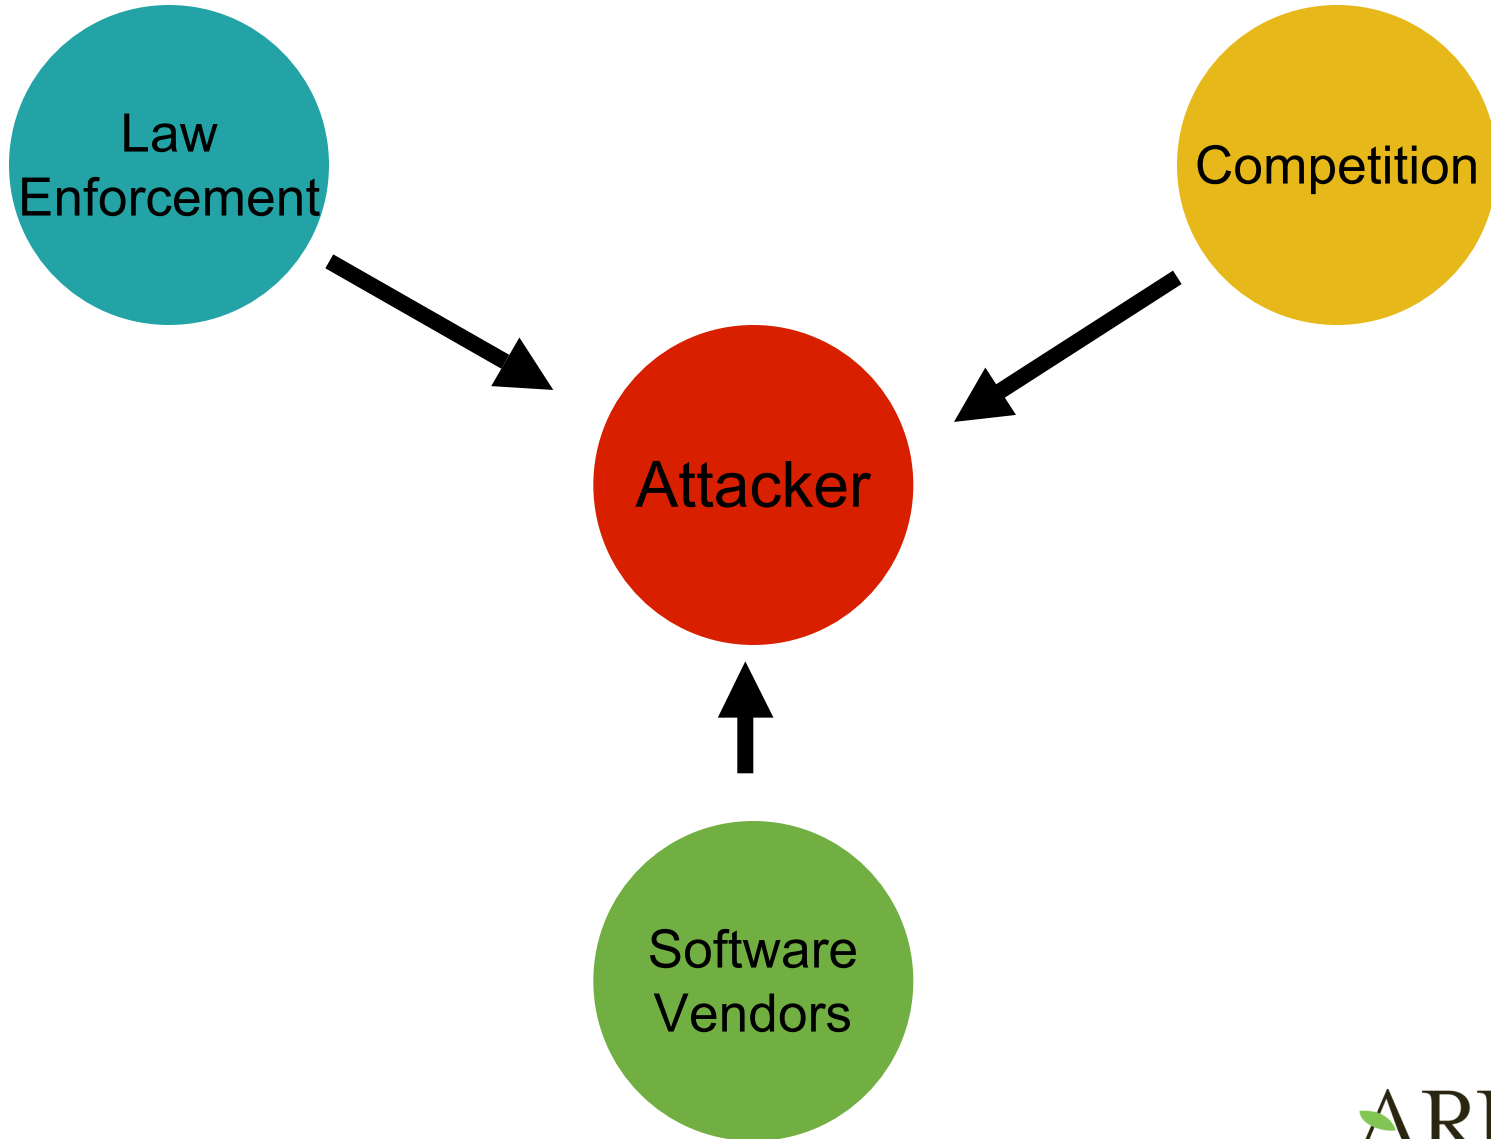 Law
Enforcement
Competition
Attacker
Software
Vendors